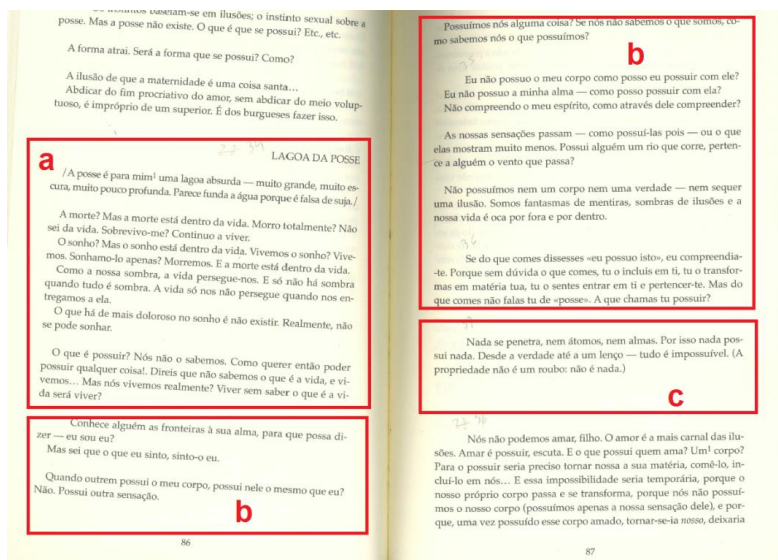 posse. Mas a posse não existe. O que é que se possui? Etc., etc.
A forma atrai. Será a forma que se possui? Como?
A ilusão de que a maternidade é uma coisa santa…
Abdicar do fim procriativo do amor, sem abdicar do meio volup-
tuoso, é impróprio de um superior. É dos burgueses fazer isso.
a
LAGOA DA POSSE
/A posse é para mim¹ uma lagoa absurda — muito grande, muito es-
cura, muito pouco profunda. Parece funda a água porque é falsa de suja./
A morte? Mas a morte está dentro da vida. Morro totalmente? Não
sei da vida. Sobrevivo-me? Continuo a viver.
O sonho? Mas o sonho está dentro da vida. Vivemos o sonho? Vive-
mos. Sonhamo-lo apenas? Morremos. E a morte está dentro da vida.
Como a nossa sombra, a vida persegue-nos. E só não há sombra
quando tudo é sombra. A vida só nos não persegue quando nos en-
tregamos a ela.
O que há de mais doloroso no sonho é não existir. Realmente, não
se pode sonhar.
O que é possuir? Nós não o sabemos. Como querer então poder
possuir qualquer coisa!. Direis que não sabemos o que é a vida, e vi-
vemos… Mas nós vivemos realmente? Viver sem saber o que é a vi-
da será viver?
Conhece alguém as fronteiras à sua alma, para que possa di-
zer — eu sou eu?
Mas sei que o que eu sinto, sinto-o eu.
Quando outrem possui o meu corpo, possui nele o mesmo que eu?
Não. Possui outra sensação.
b
86
Possuímos nós alguma coisa? Se nós não sabemos o que somos, co-
mo sabemos nós o que possuímos?
b
Eu não possuo o meu corpo como posso eu possuir com ele?
Eu não possuo a minha alma — como posso possuir com ela?
Não compreendo o meu espírito, como através dele compreender?
As nossas sensações passam — como possuí-las pois — ou o que
elas mostram muito menos. Possui alguém um rio que corre, perten-
ce a alguém o vento que passa?
Não possuímos nem um corpo nem uma verdade — nem sequer
uma ilusão. Somos fantasmas de mentiras, sombras de ilusões e a
nossa vida é oca por fora e por dentro.
36
Se do que comes dissesses «eu possuo isto», eu compreendia-
-te. Porque sem dúvida o que comes, tu o incluis em ti, tu o transfor-
mas em matéria tua, tu o sentes entrar em ti e pertencer-te. Mas do
que comes não falas tu de «posse». A que chamas tu possuir?
Nada se penetra, nem átomos, nem almas. Por isso nada pos-
sui nada. Desde a verdade até a um lenço — tudo é impossuível. (A
propriedade não é um roubo: não é nada.)
c
Nós não podemos amar, filho. O amor é a mais carnal das ilu-
sões. Amar é possuir, escuta. E o que possui quem ama? Um¹ corpo?
Para o possuir seria preciso tornar nossa a sua matéria, comê-lo, in-
cluí-lo em nós… E essa impossibilidade seria temporária, porque o
nosso próprio corpo passa e se transforma, porque nós não possuí-
mos o nosso corpo (possuímos apenas a nossa sensação dele), e por-
que, uma vez possuído esse corpo amado, tornar-se-ia nosso, deixaria
87